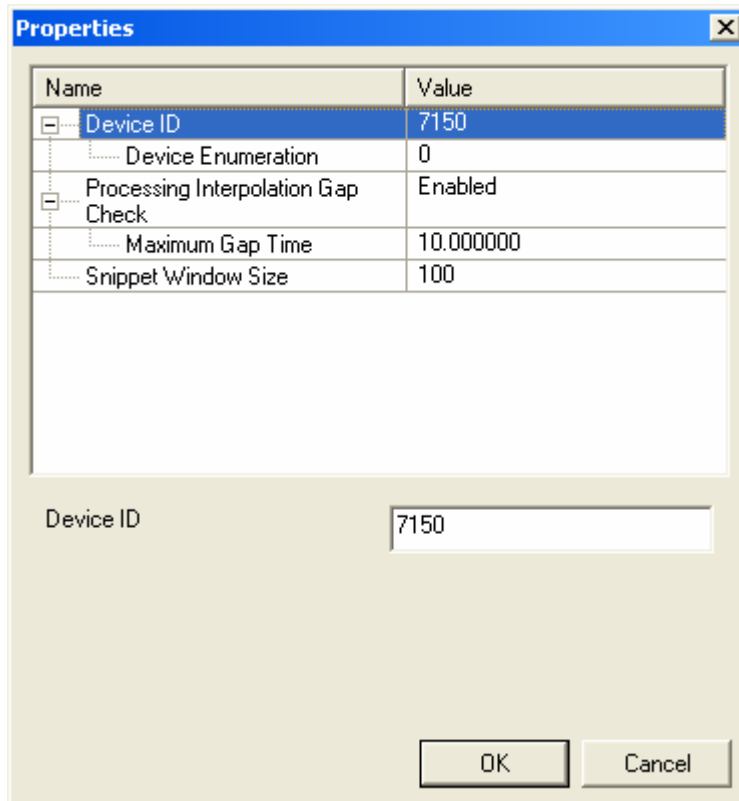 Properties
Name Value
Device ID 7150
Device Enumeration 0
Processing Interpolation Gap Enabled
Check
Maximum Gap Time 10.000000
Snippet Window Size 100
Device ID 7150
OK Cancel